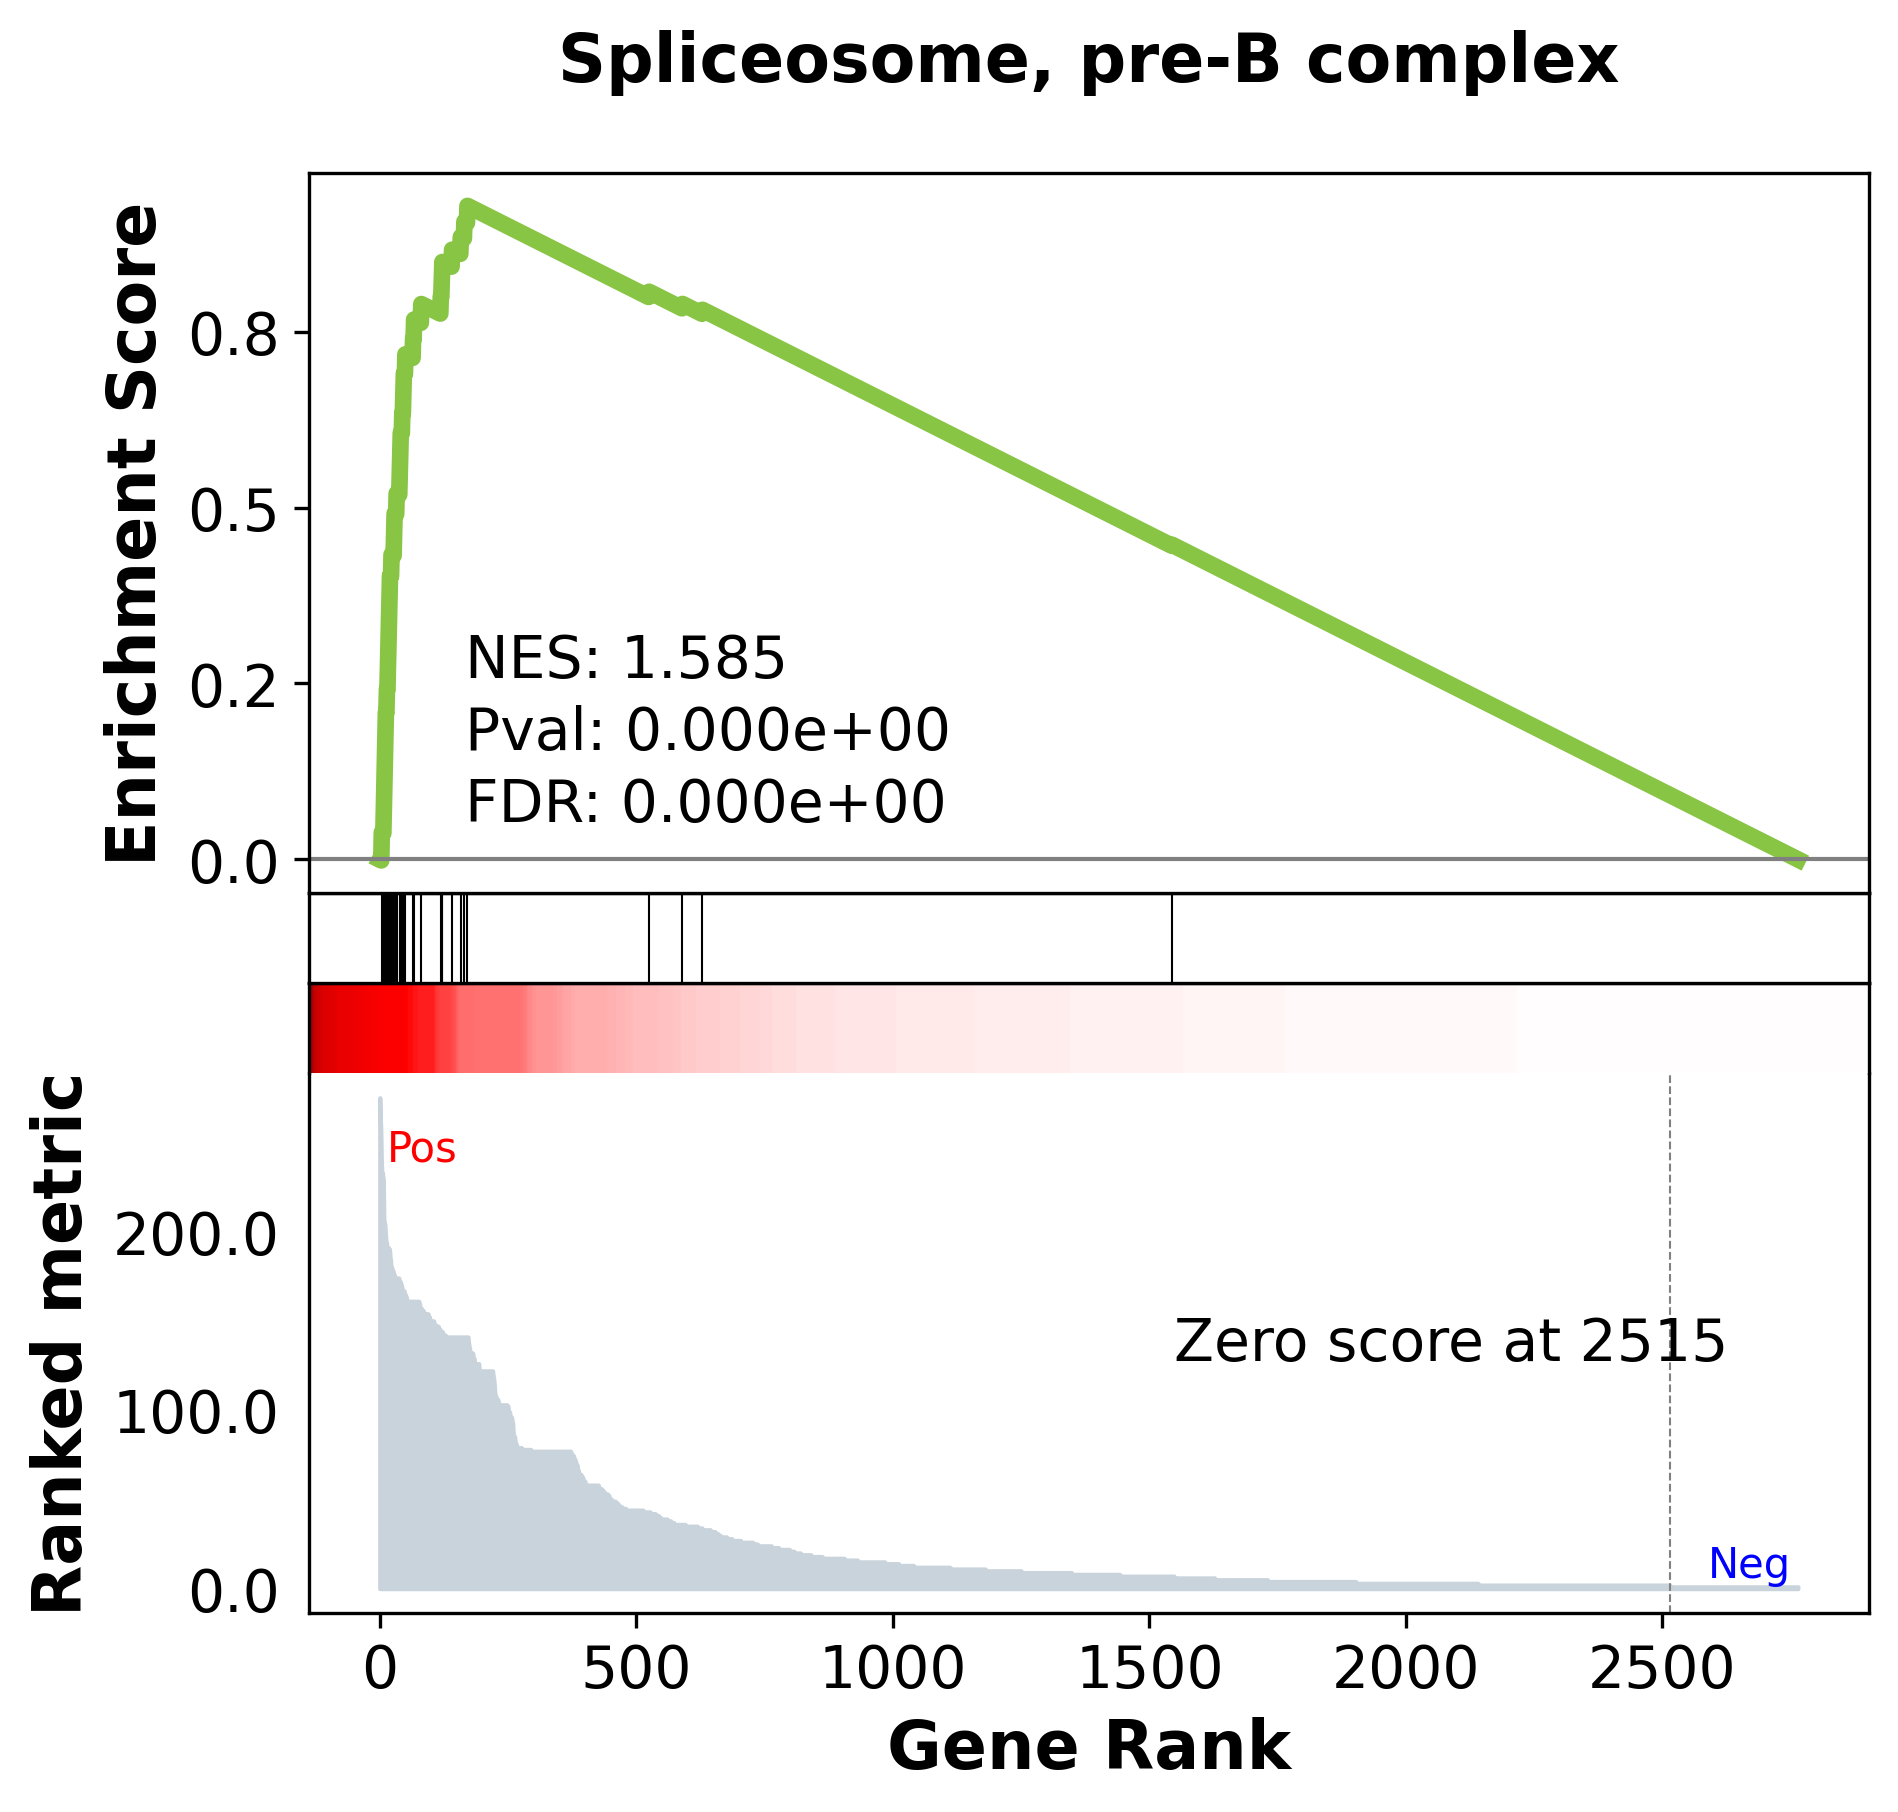 Spliceosome, pre-B complex
Enrichment Score
0.8
0.5
0.2
0.0
NES: 1.585
Pval: 0.000e+00
FDR: 0.000e+00
Ranked metric
Pos
200.0
100.0
0.0
Zero score at 2515
Neg
0 500 1000 1500 2000 2500
Gene Rank